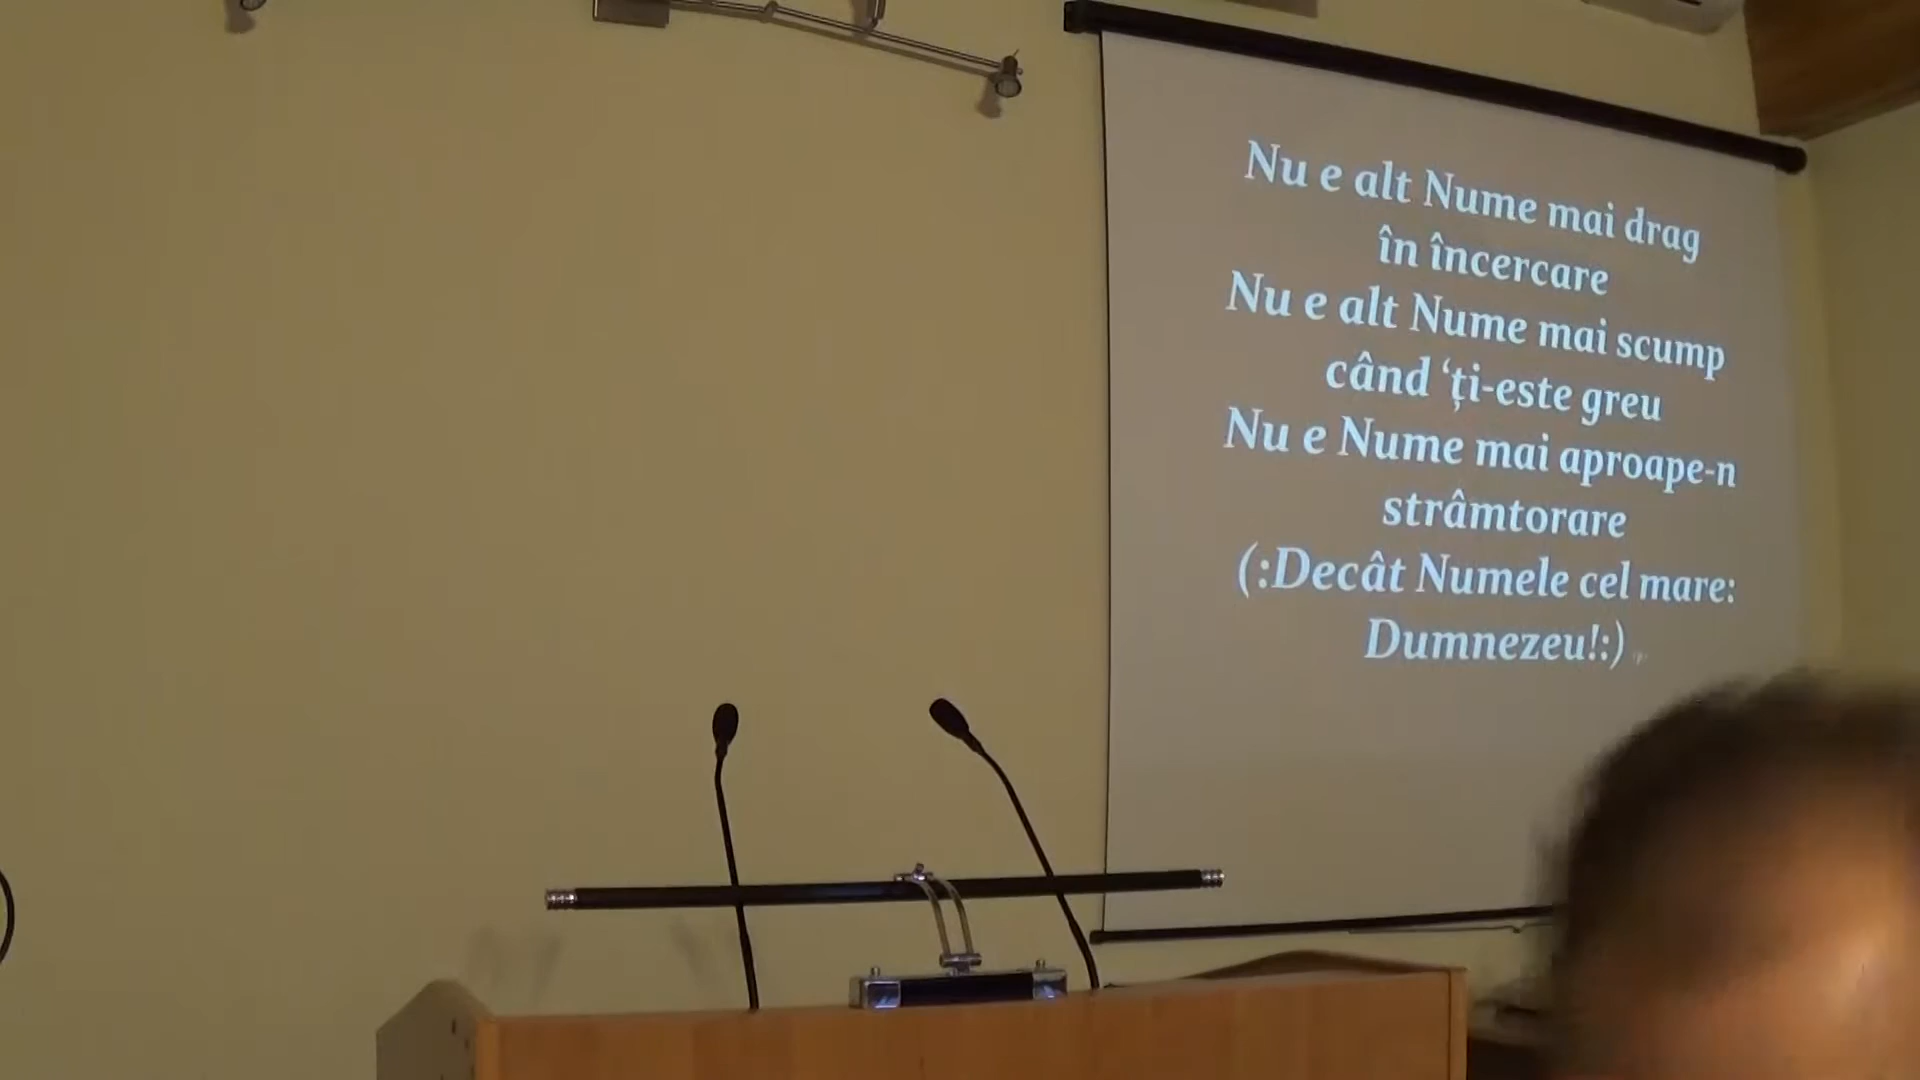 Nu e alt Nume mai drag
în încercare
Nu e alt Nume mai scump
când ‘ți-este greu
Nu e Nume mai aproape-n
strâmtorare
(:Decât Numele cel mare:
Dumnezeu!:)